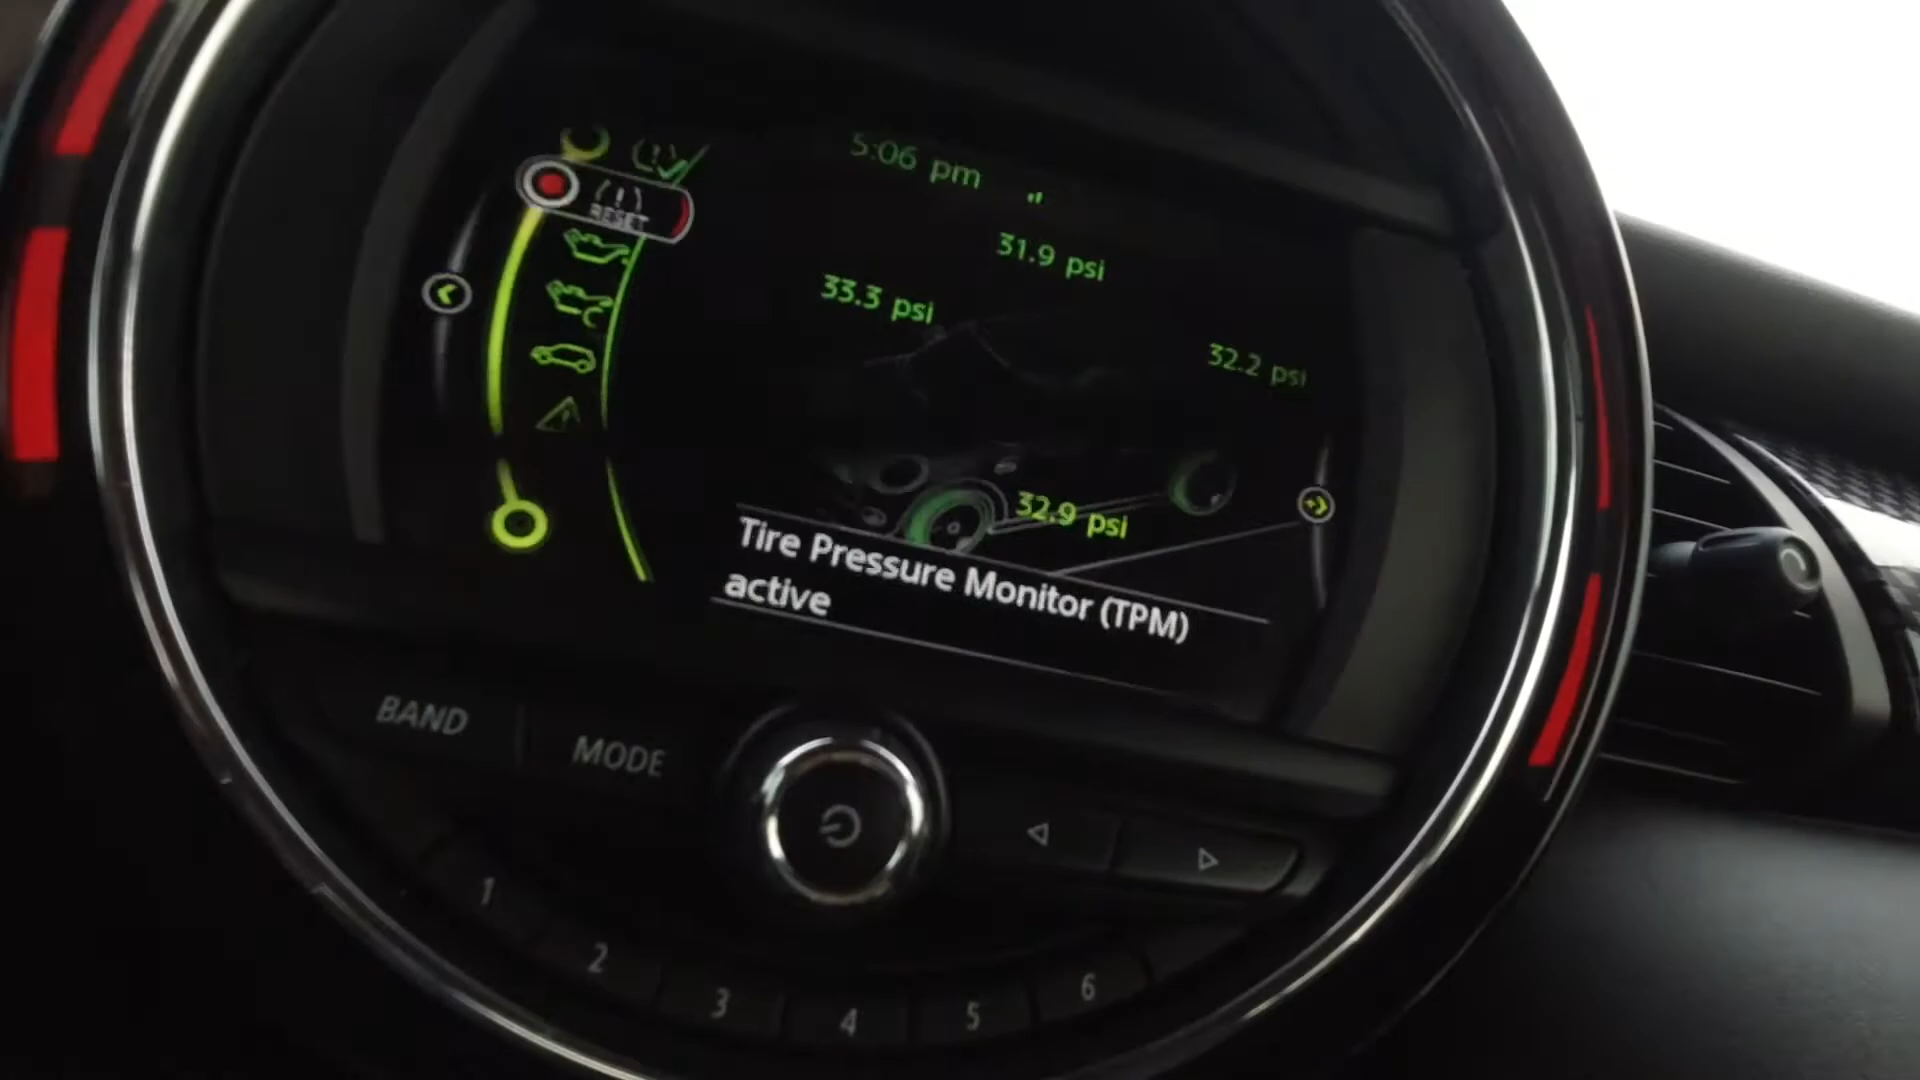 5:06 pm
RESET
31.9 psi
33.3 psi
32.2 psi
32.9 psi
Tire Pressure Monitor (TPM)
active
BAND
MODE
1
2
3
4
5
6